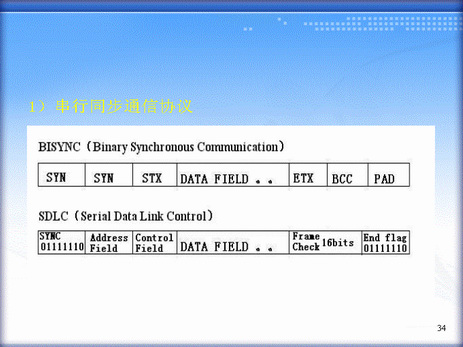 1）串行同步通信协议
BISYNC（Binary Synchronous Communication）
SYN SYN STX DATA FIELD 。。 ETX BCC PAD
SDLC（Serial Data Link Control）
SYNC Address Control Frame 16bits End flag
01111110 Field Field DATA FIELD 。。 Check 01111110
34